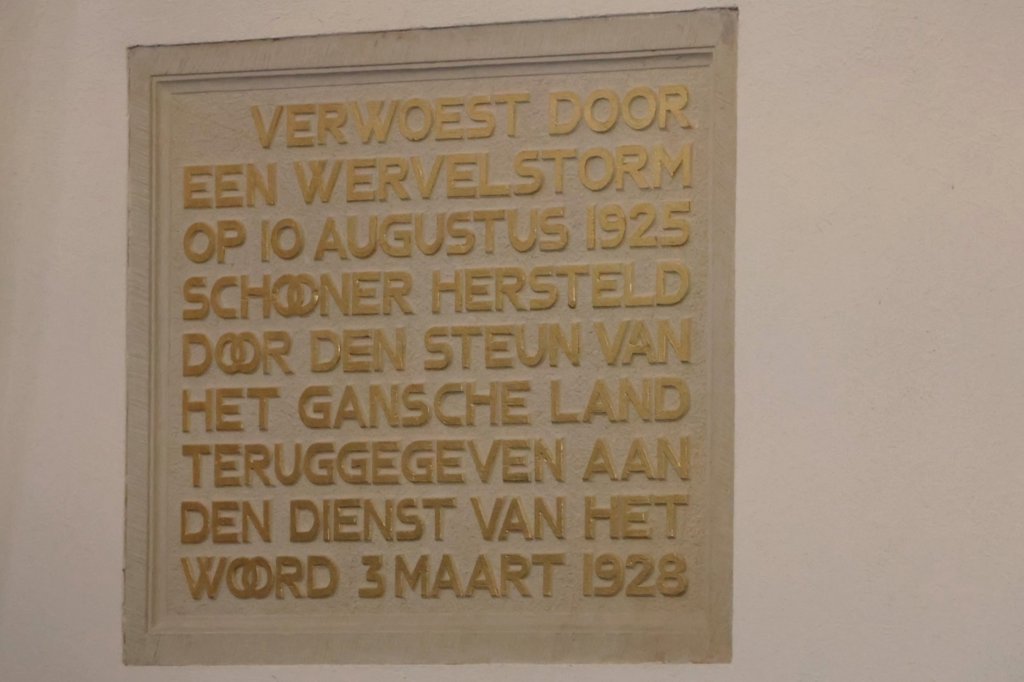 VERWOEST DOOR
EEN WERVELSTORM
OP 10 AUGUSTUS 1925
SCHOONER HERSTELD
DOOR DEN STEUN VAN
HET GANSCHE LAND
TERUGGEGEVEN AAN
DEN DIENST VAN HET
WOORD 3 MAART 1928